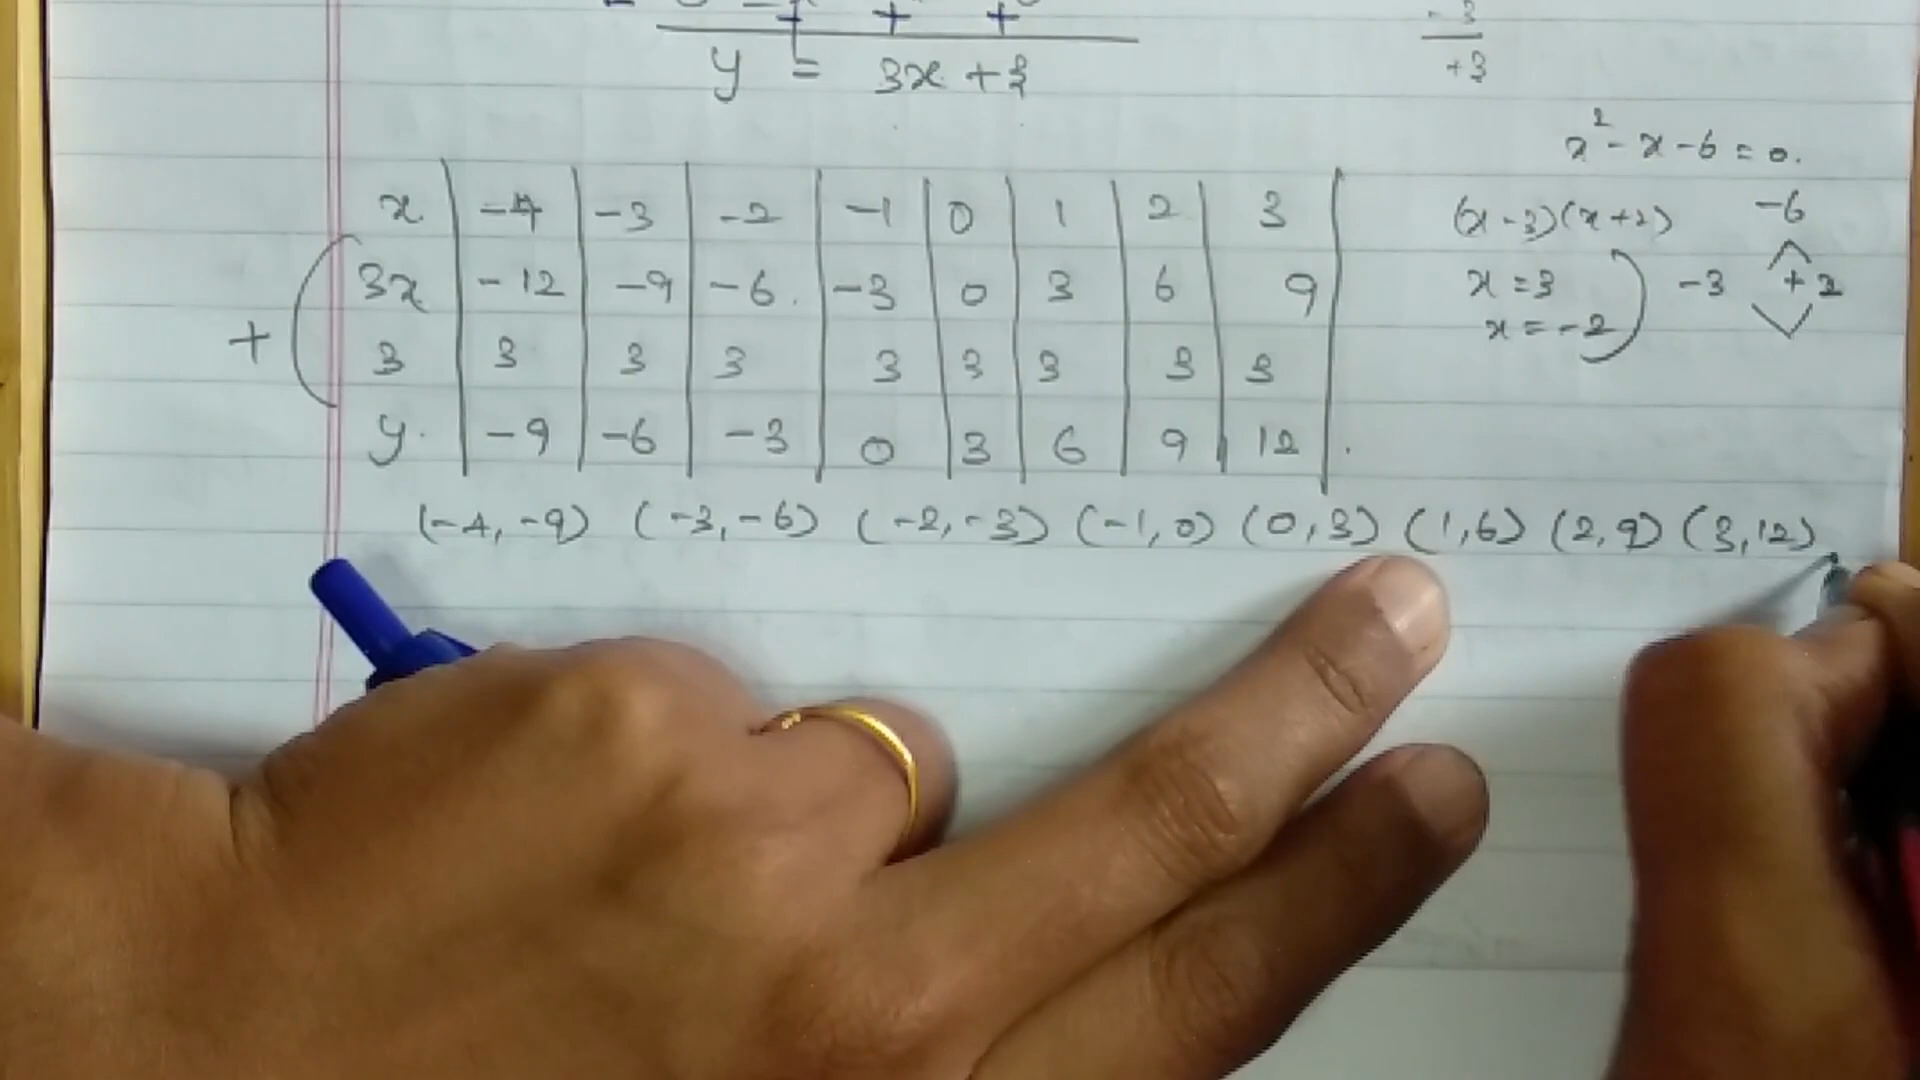 + + +
y = 3x + 3
- 3
+3
x² - x - 6 = 0.
x -4 -3 -2 -1 0 1 2 3
3x -12 -9 -6. -3 0 3 6 9
+ 3 3 3 3 3 3 3 3 3
y. -9 -6 -3 0 3 6 9 12 .
(-4, -9) (-3, -6) (-2, -3) (-1, 0) (0, 3) (1, 6) (2, 9) (3, 12)
(x - 3)(x + 2)
x = 3
x = -2
-6
-3 +2